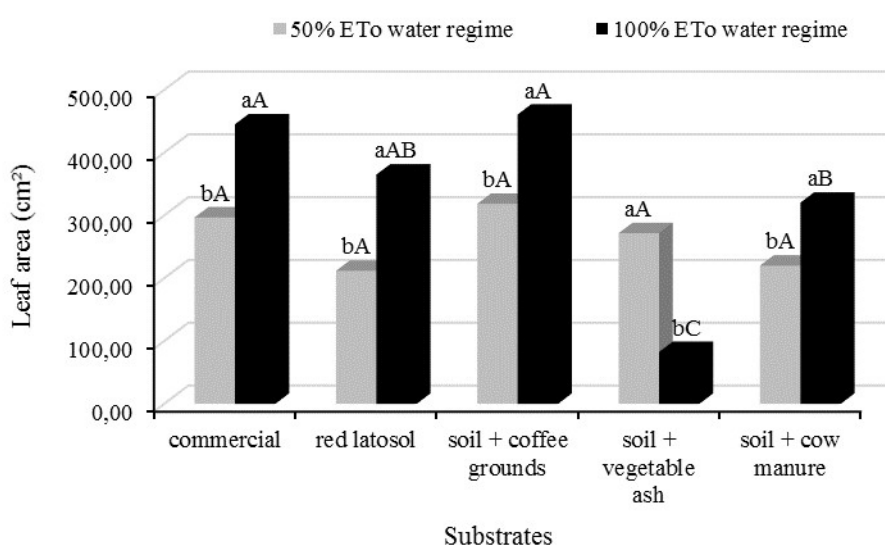 50% ETo water regime 100% ETo water regime
500,00
400,00
300,00
200,00
100,00
0,00
Leaf area (cm²)
bA aA
bA aAB
bA aA
aA bC
bA aB
commercial
red latosol
soil + coffee
grounds
soil +
vegetable
ash
soil + cow
manure
Substrates